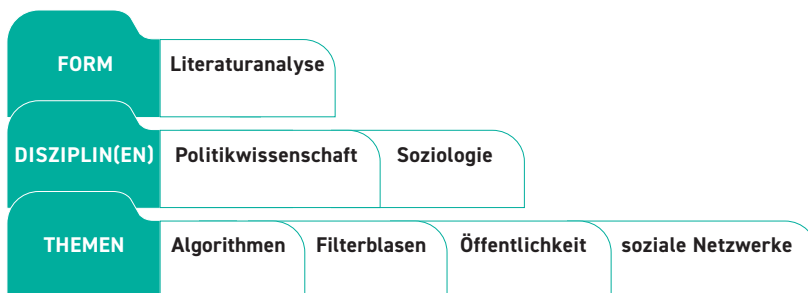 FORM Literaturanalyse
DISZIPLIN(EN) Politikwissenschaft Soziologie
THEMEN Algorithmen Filterblasen Öffentlichkeit soziale Netzwerke